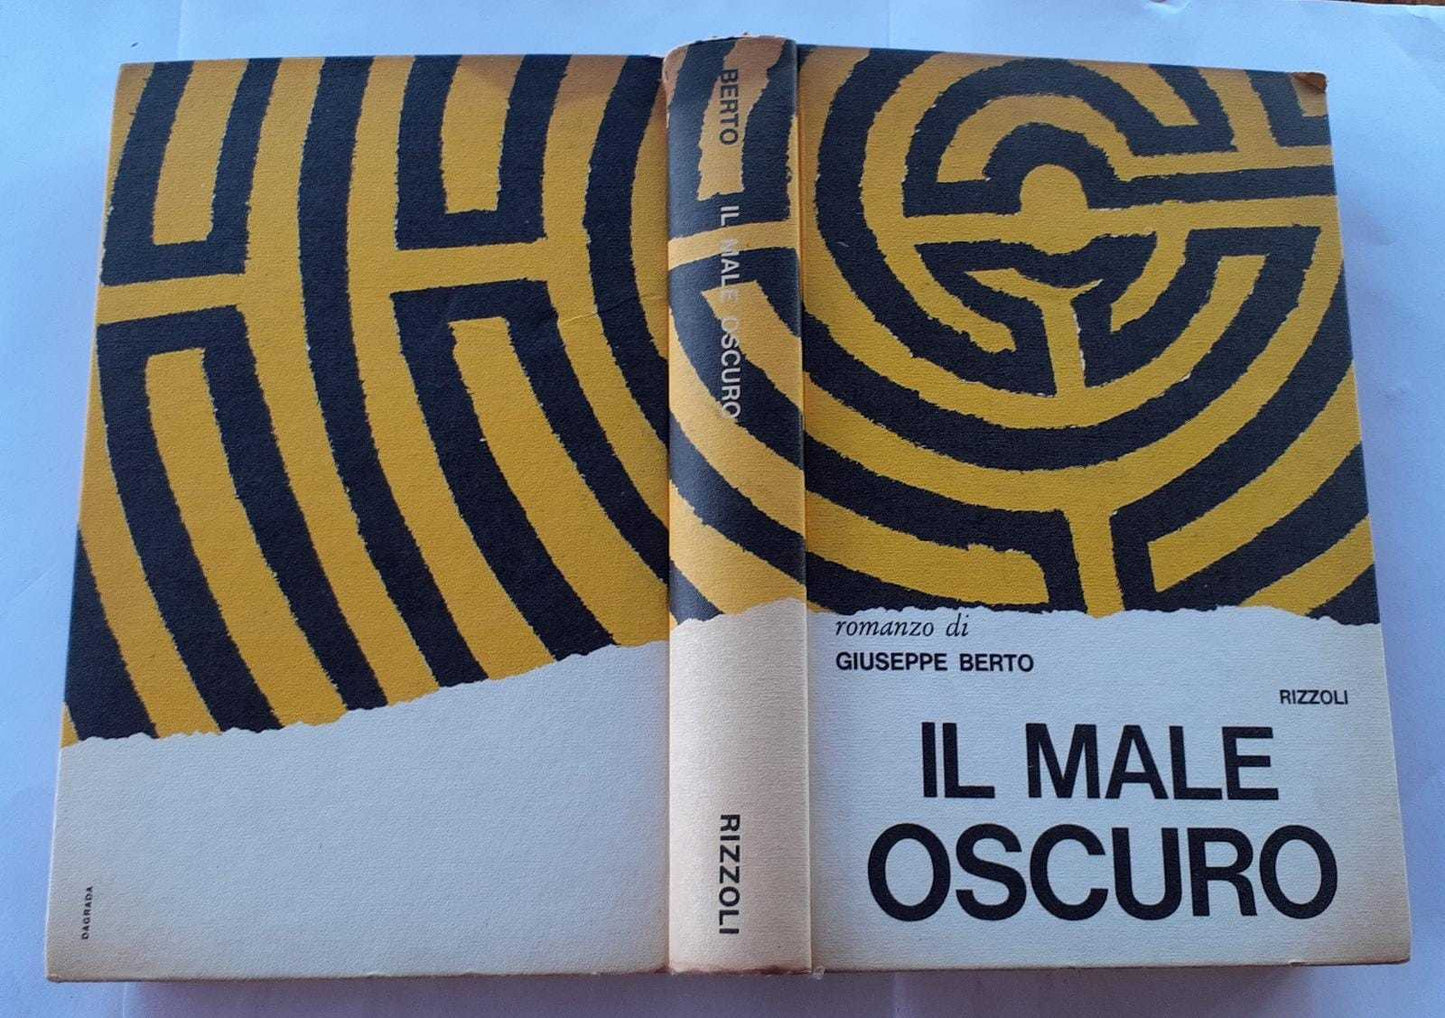 DAGRADA
BERTO IL MALE OSCURO
RIZZOLI
romanzo di
GIUSEPPE BERTO
RIZZOLI
IL MALE
OSCURO